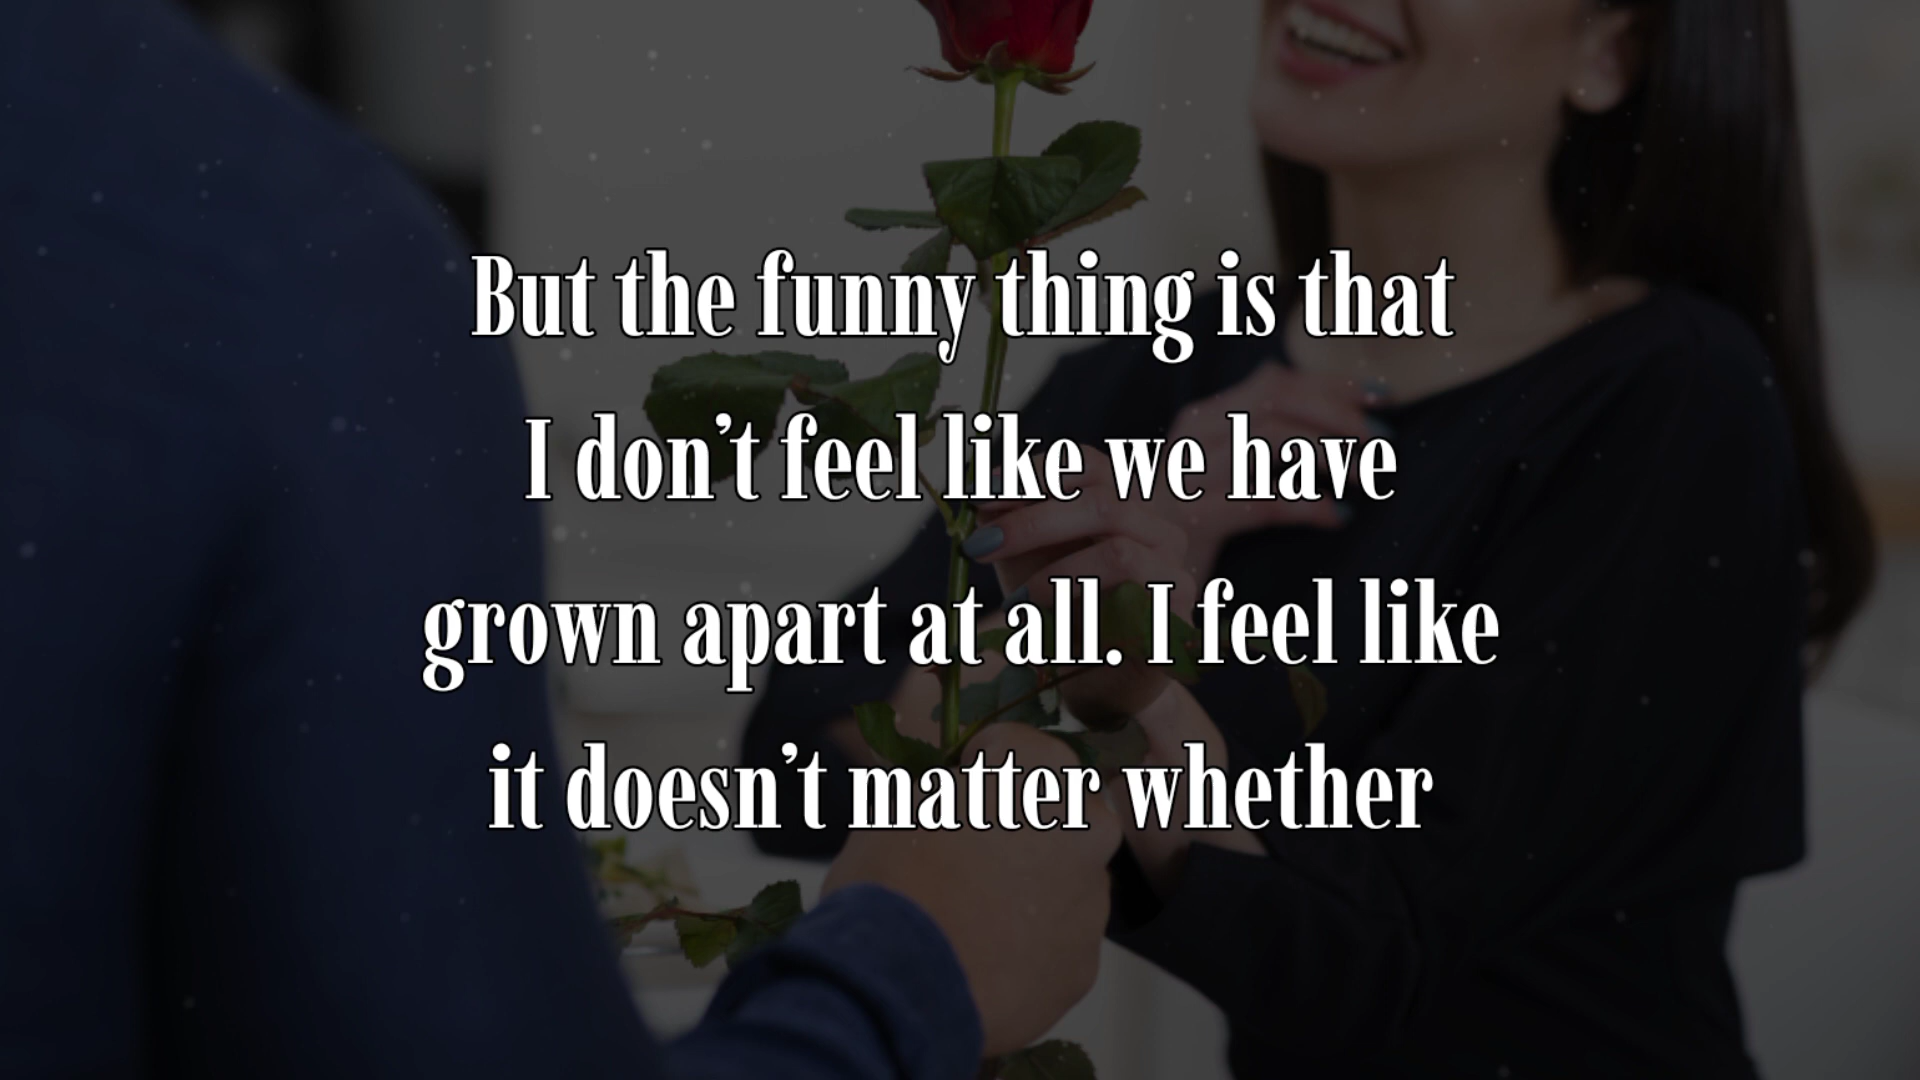 But the funny thing is that
I don’t feel like we have
grown apart at all. I feel like
it doesn’t matter whether